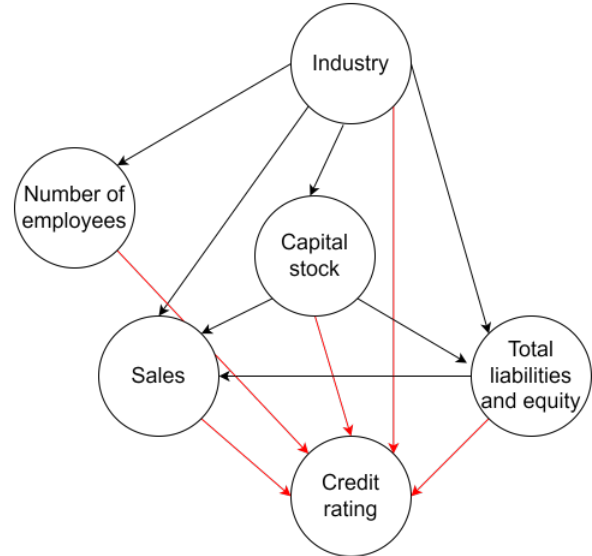 Industry
Number of
employees
Capital
stock
Sales
Total
liabilities
and equity
Credit
rating